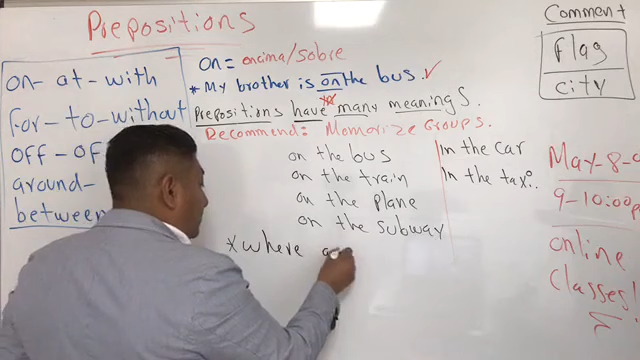 Prepositions
on - at - with
for - to - without
off - of
around -
between
on = encima/sobre
* My brother is on the bus. ✓
Prepositions have many meanings.
Recommend: Memorize Groups.
on the bus
on the train
on the plane
on the subway
in the car
in the taxi.
x where a
Comment
flag
city
May-8-
9-10:00p
online
Classes!